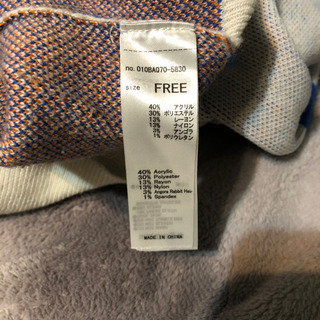 no. 010BAQ70-5830
size FREE
40% アクリル
30% ポリエステル
13% レーヨン
13% ナイロン
3% アンゴラ
1% ポリウレタン
40% Acrylic
30% Polyester
13% Rayon
13% Nylon
3% Angora Rabbit
1% Spandex
MADE IN CHINA